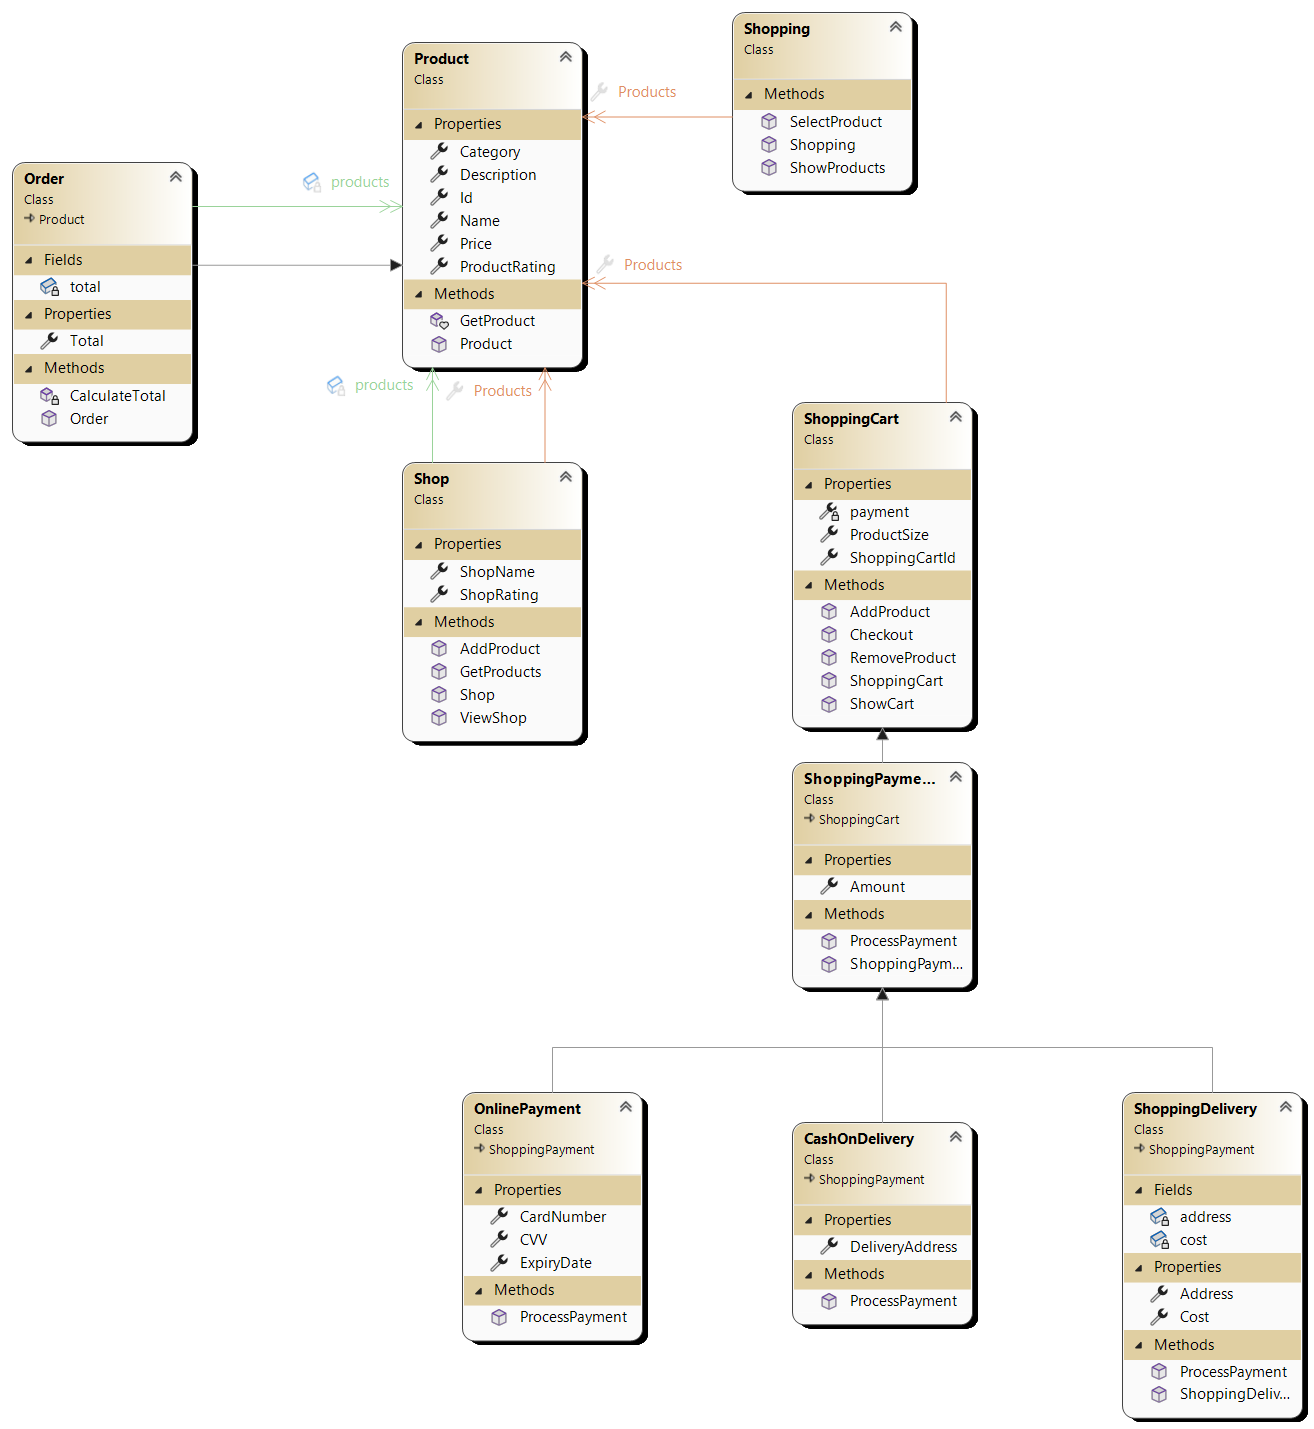 Shopping
Class
Methods
SelectProduct
Shopping
ShowProducts
Product
Class
Properties
Category
Description
Id
Name
Price
ProductRating
Methods
GetProduct
Product
Products
Order
Class
Product
Fields
total
Properties
Total
Methods
CalculateTotal
Order
products
Products
products
Products
Shop
Class
Properties
ShopName
ShopRating
Methods
AddProduct
GetProducts
Shop
ViewShop
ShoppingCart
Class
Properties
payment
ProductSize
ShoppingCartId
Methods
AddProduct
Checkout
RemoveProduct
ShoppingCart
ShowCart
ShoppingPayme...
Class
ShoppingCart
Properties
Amount
Methods
ProcessPayment
ShoppingPaym...
OnlinePayment
Class
ShoppingPayment
Properties
CardNumber
CVV
ExpiryDate
Methods
ProcessPayment
CashOnDelivery
Class
ShoppingPayment
Properties
DeliveryAddress
Methods
ProcessPayment
ShoppingDelivery
Class
ShoppingPayment
Fields
address
cost
Properties
Address
Cost
Methods
ProcessPayment
ShoppingDeliv...